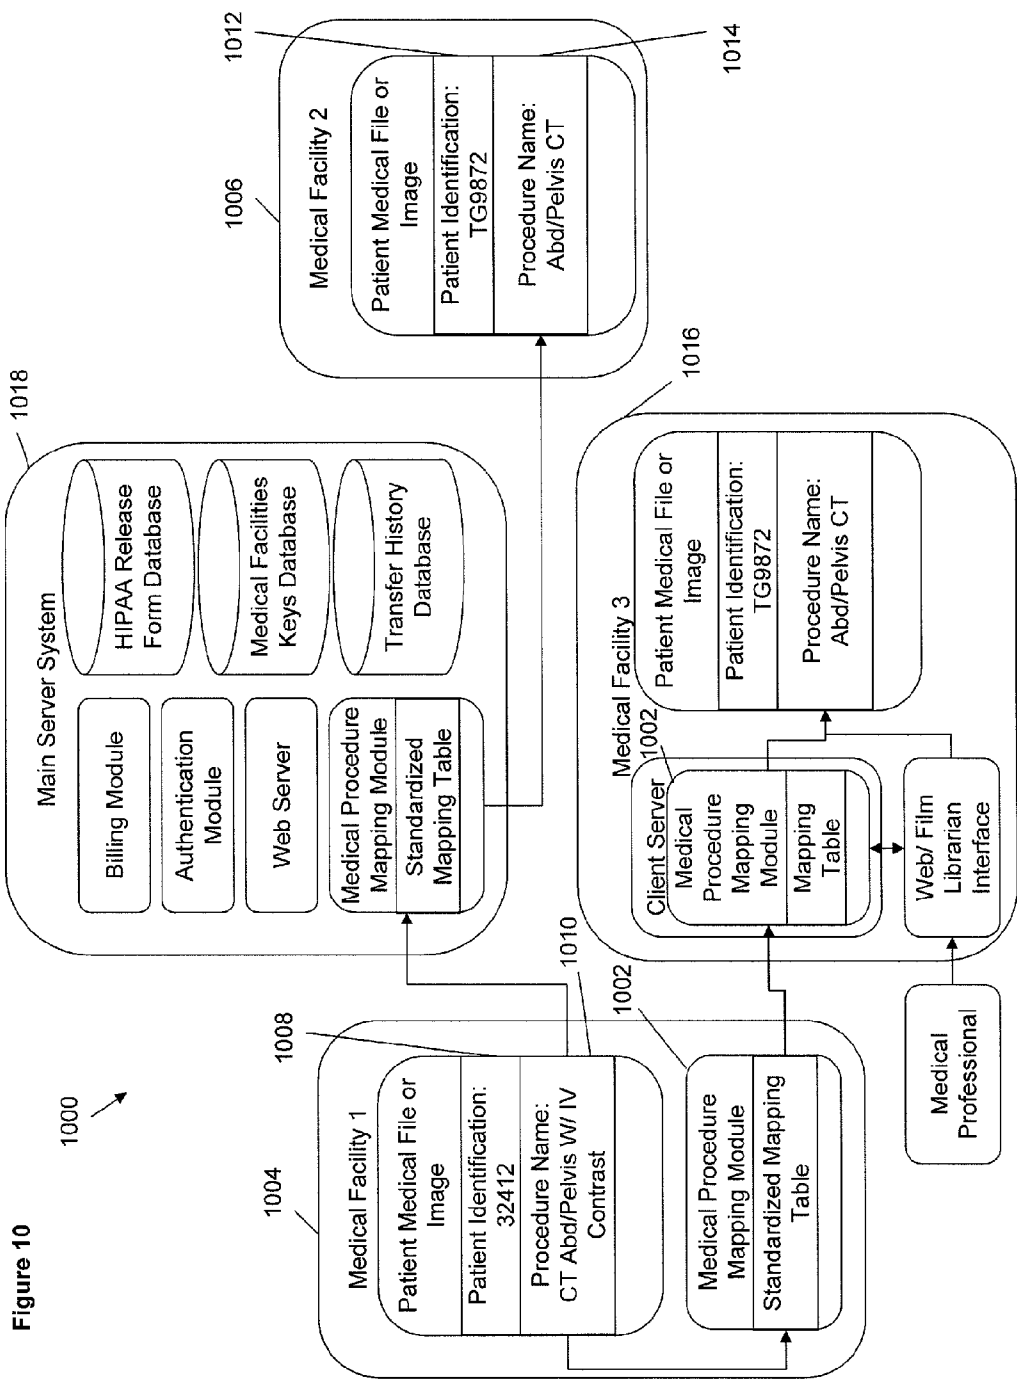 Figure 10
1000
1004
Medical Facility 1
Patient Medical File or
Image
Patient Identification:
32412
Procedure Name:
CT Abd/Pelvis W/ IV
Contrast
1008
1010
1002
Medical Procedure
Mapping Module
Standardized Mapping
Table
1018
Main Server System
Billing Module
Authentication
Module
Web Server
Medical Procedure
Mapping Module
Standardized
Mapping Table
HIPAA Release
Form Database
Medical Facilities
Keys Database
Transfer History
Database
1006
Medical Facility 2
Patient Medical File or
Image
Patient Identification:
TG9872
Procedure Name:
Abd/Pelvis CT
1012
1014
1016
Medical Facility 3
1002
Client Server
Medical
Procedure
Mapping
Module
Mapping
Table
Web/ Film
Librarian
Interface
Medical
Professional
Patient Medical File or
Image
Patient Identification:
TG9872
Procedure Name:
Abd/Pelvis CT